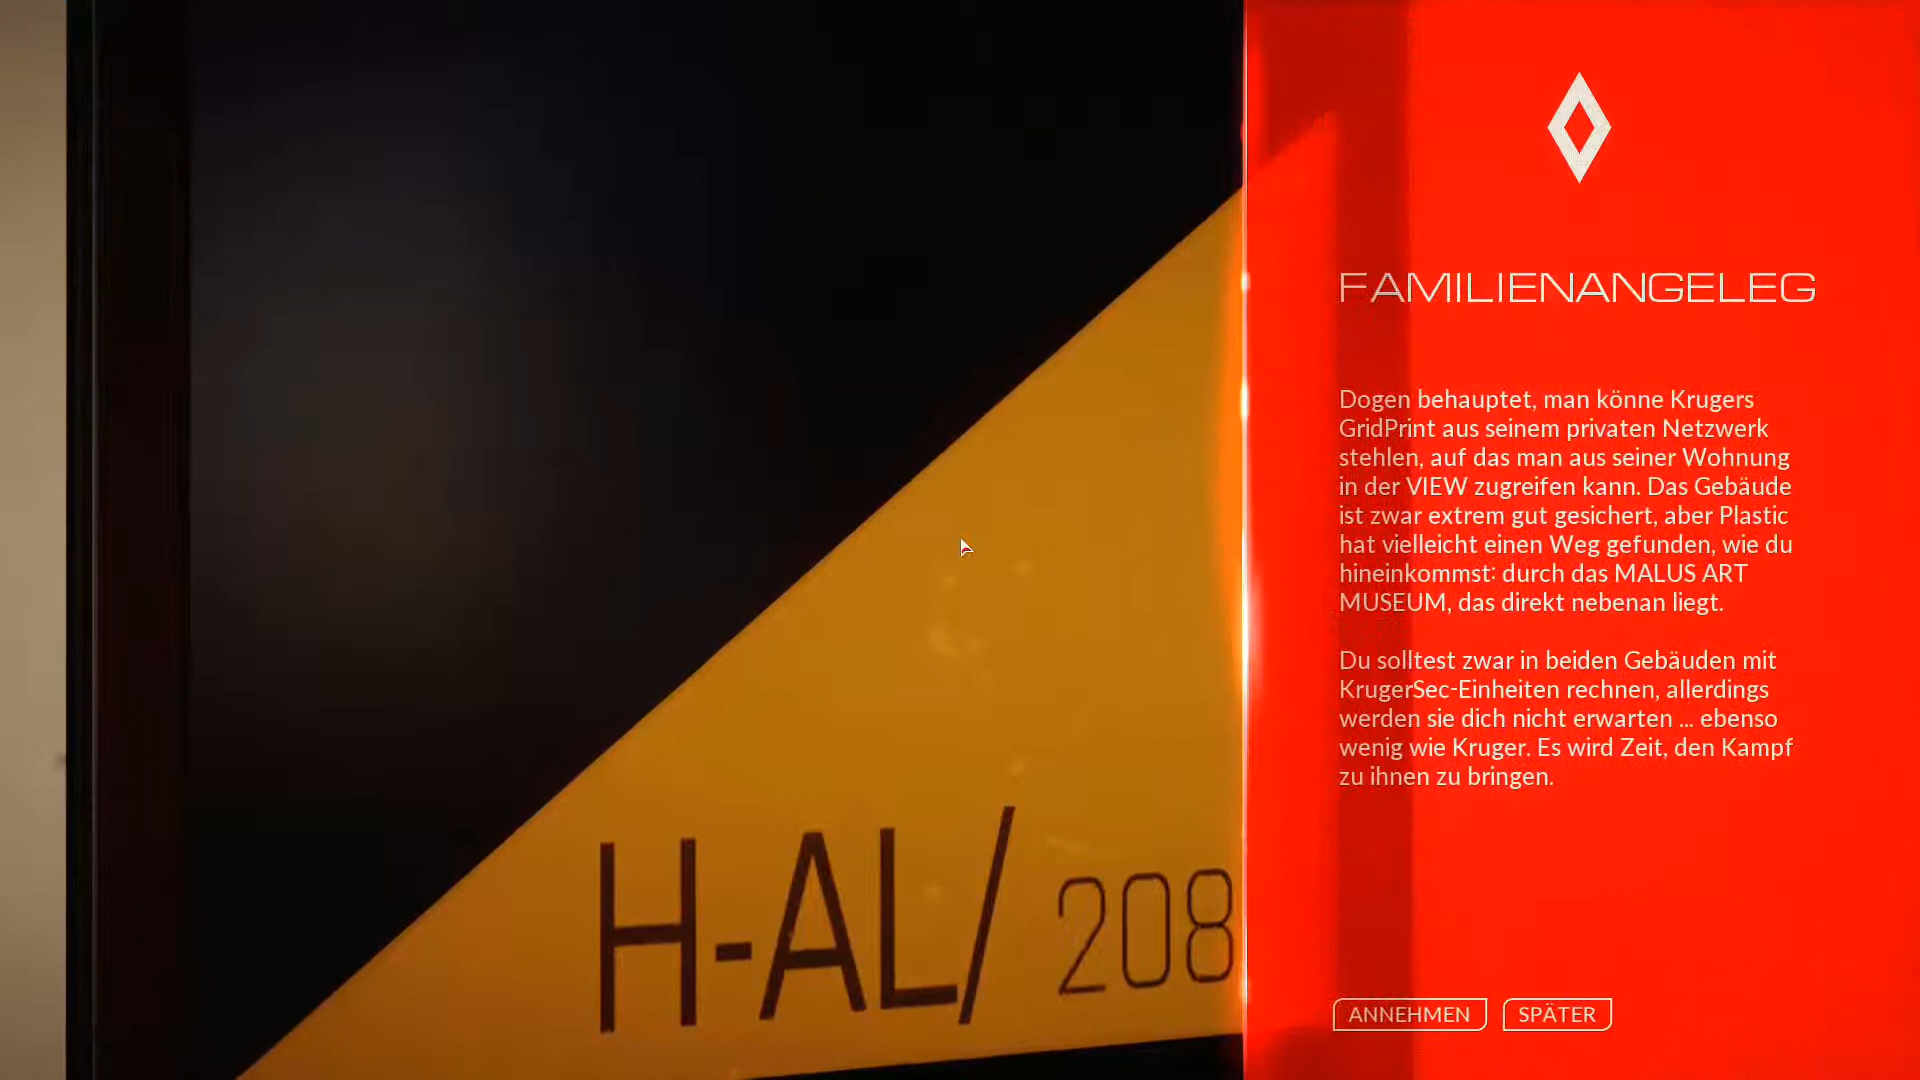 FAMILIENANGELEG
Dogen behauptet, man könne Krugers
GridPrint aus seinem privaten Netzwerk
stehlen, auf das man aus seiner Wohnung
in der VIEW zugreifen kann. Das Gebäude
ist zwar extrem gut gesichert, aber Plastic
hat vielleicht einen Weg gefunden, wie du
hineinkommst: durch das MALUS ART
MUSEUM, das direkt nebenan liegt.
Du solltest zwar in beiden Gebäuden mit
KrugerSec-Einheiten rechnen, allerdings
werden sie dich nicht erwarten ... ebenso
wenig wie Kruger. Es wird Zeit, den Kampf
zu ihnen zu bringen.
H-AL/ 208
ANNEHMEN SPÄTER